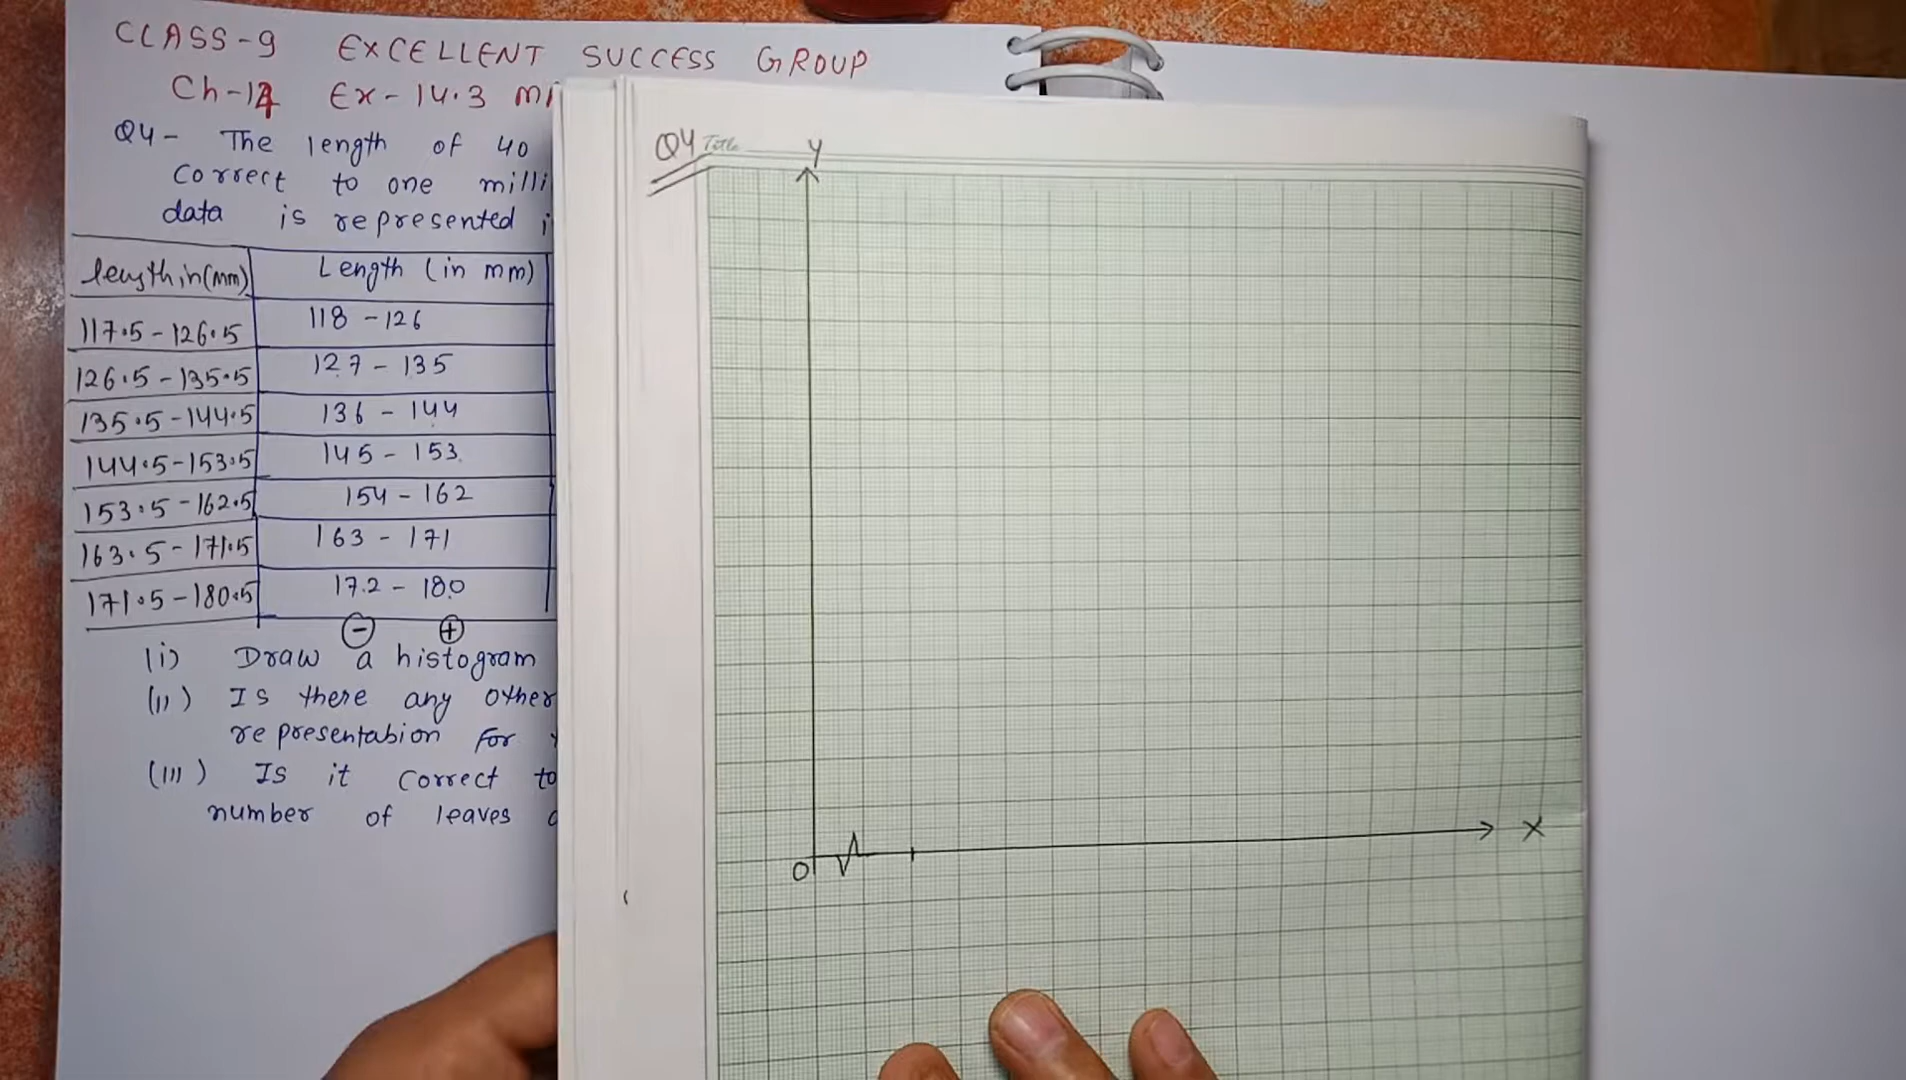 CLASS-9 EXCELLENT SUCCESS GROUP
Ch-14 Ex-14.3
Q4- The length of 40
correct to one milli
data is represented
length in(mm) Length (in mm)
117.5-126.5 118-126
126.5-135.5 127-135
135.5-144.5 136-144
144.5-153.5 145-153
153.5-162.5 154-162
163.5-171.5 163-171
171.5-180.5 172-180
- +
(i) Draw a histogram
(ii) Is there any other
representabion for
(iii) Is it correct to
number of leaves
Q4 Title Y
O X